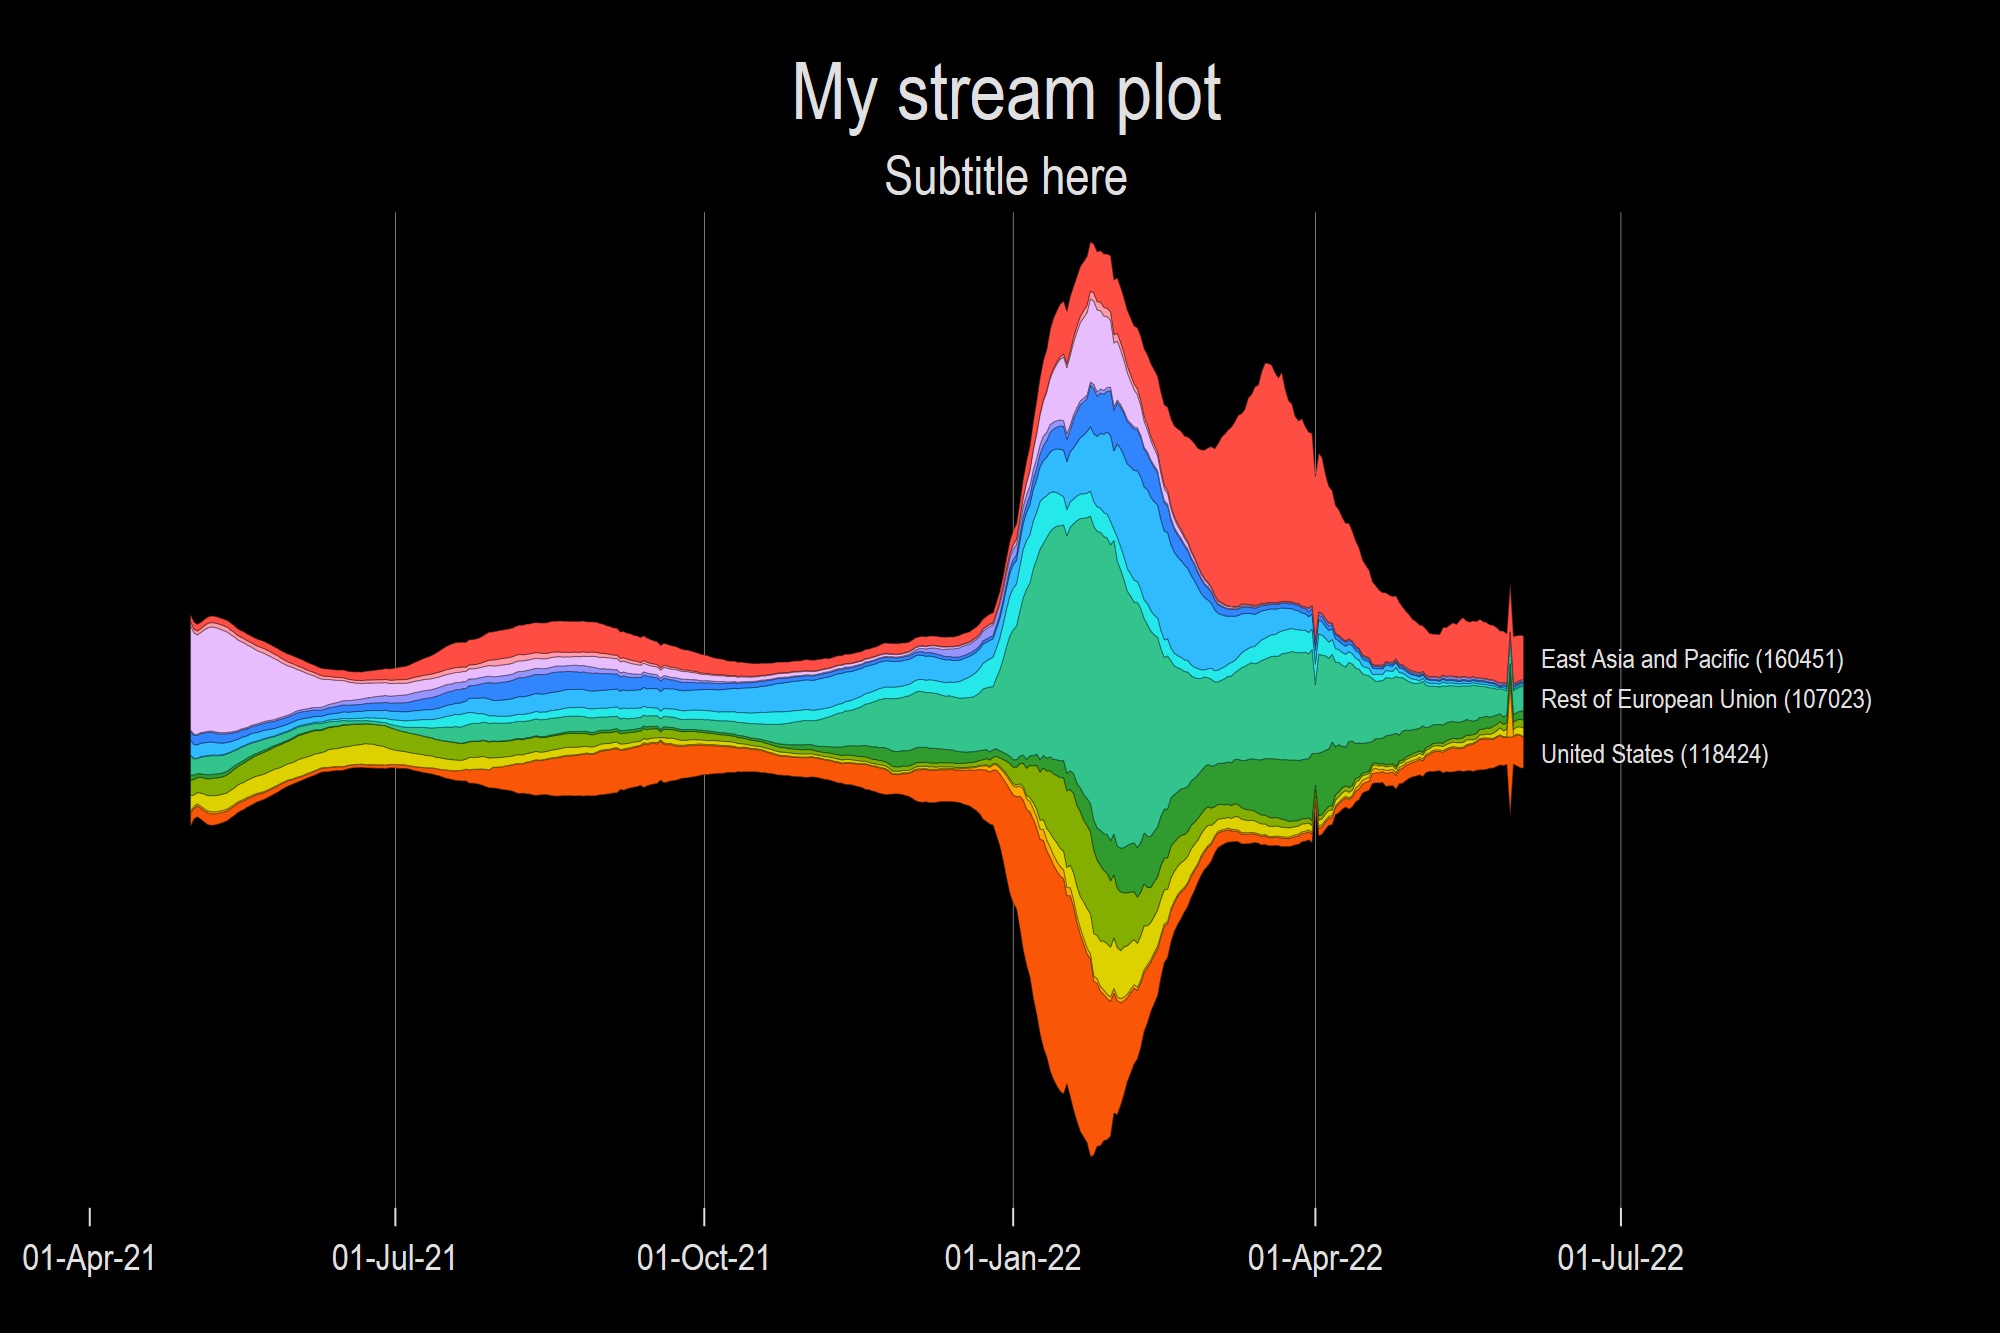 My stream plot
Subtitle here
East Asia and Pacific (160451)
Rest of European Union (107023)
United States (118424)
01-Apr-21
01-Jul-21
01-Oct-21
01-Jan-22
01-Apr-22
01-Jul-22